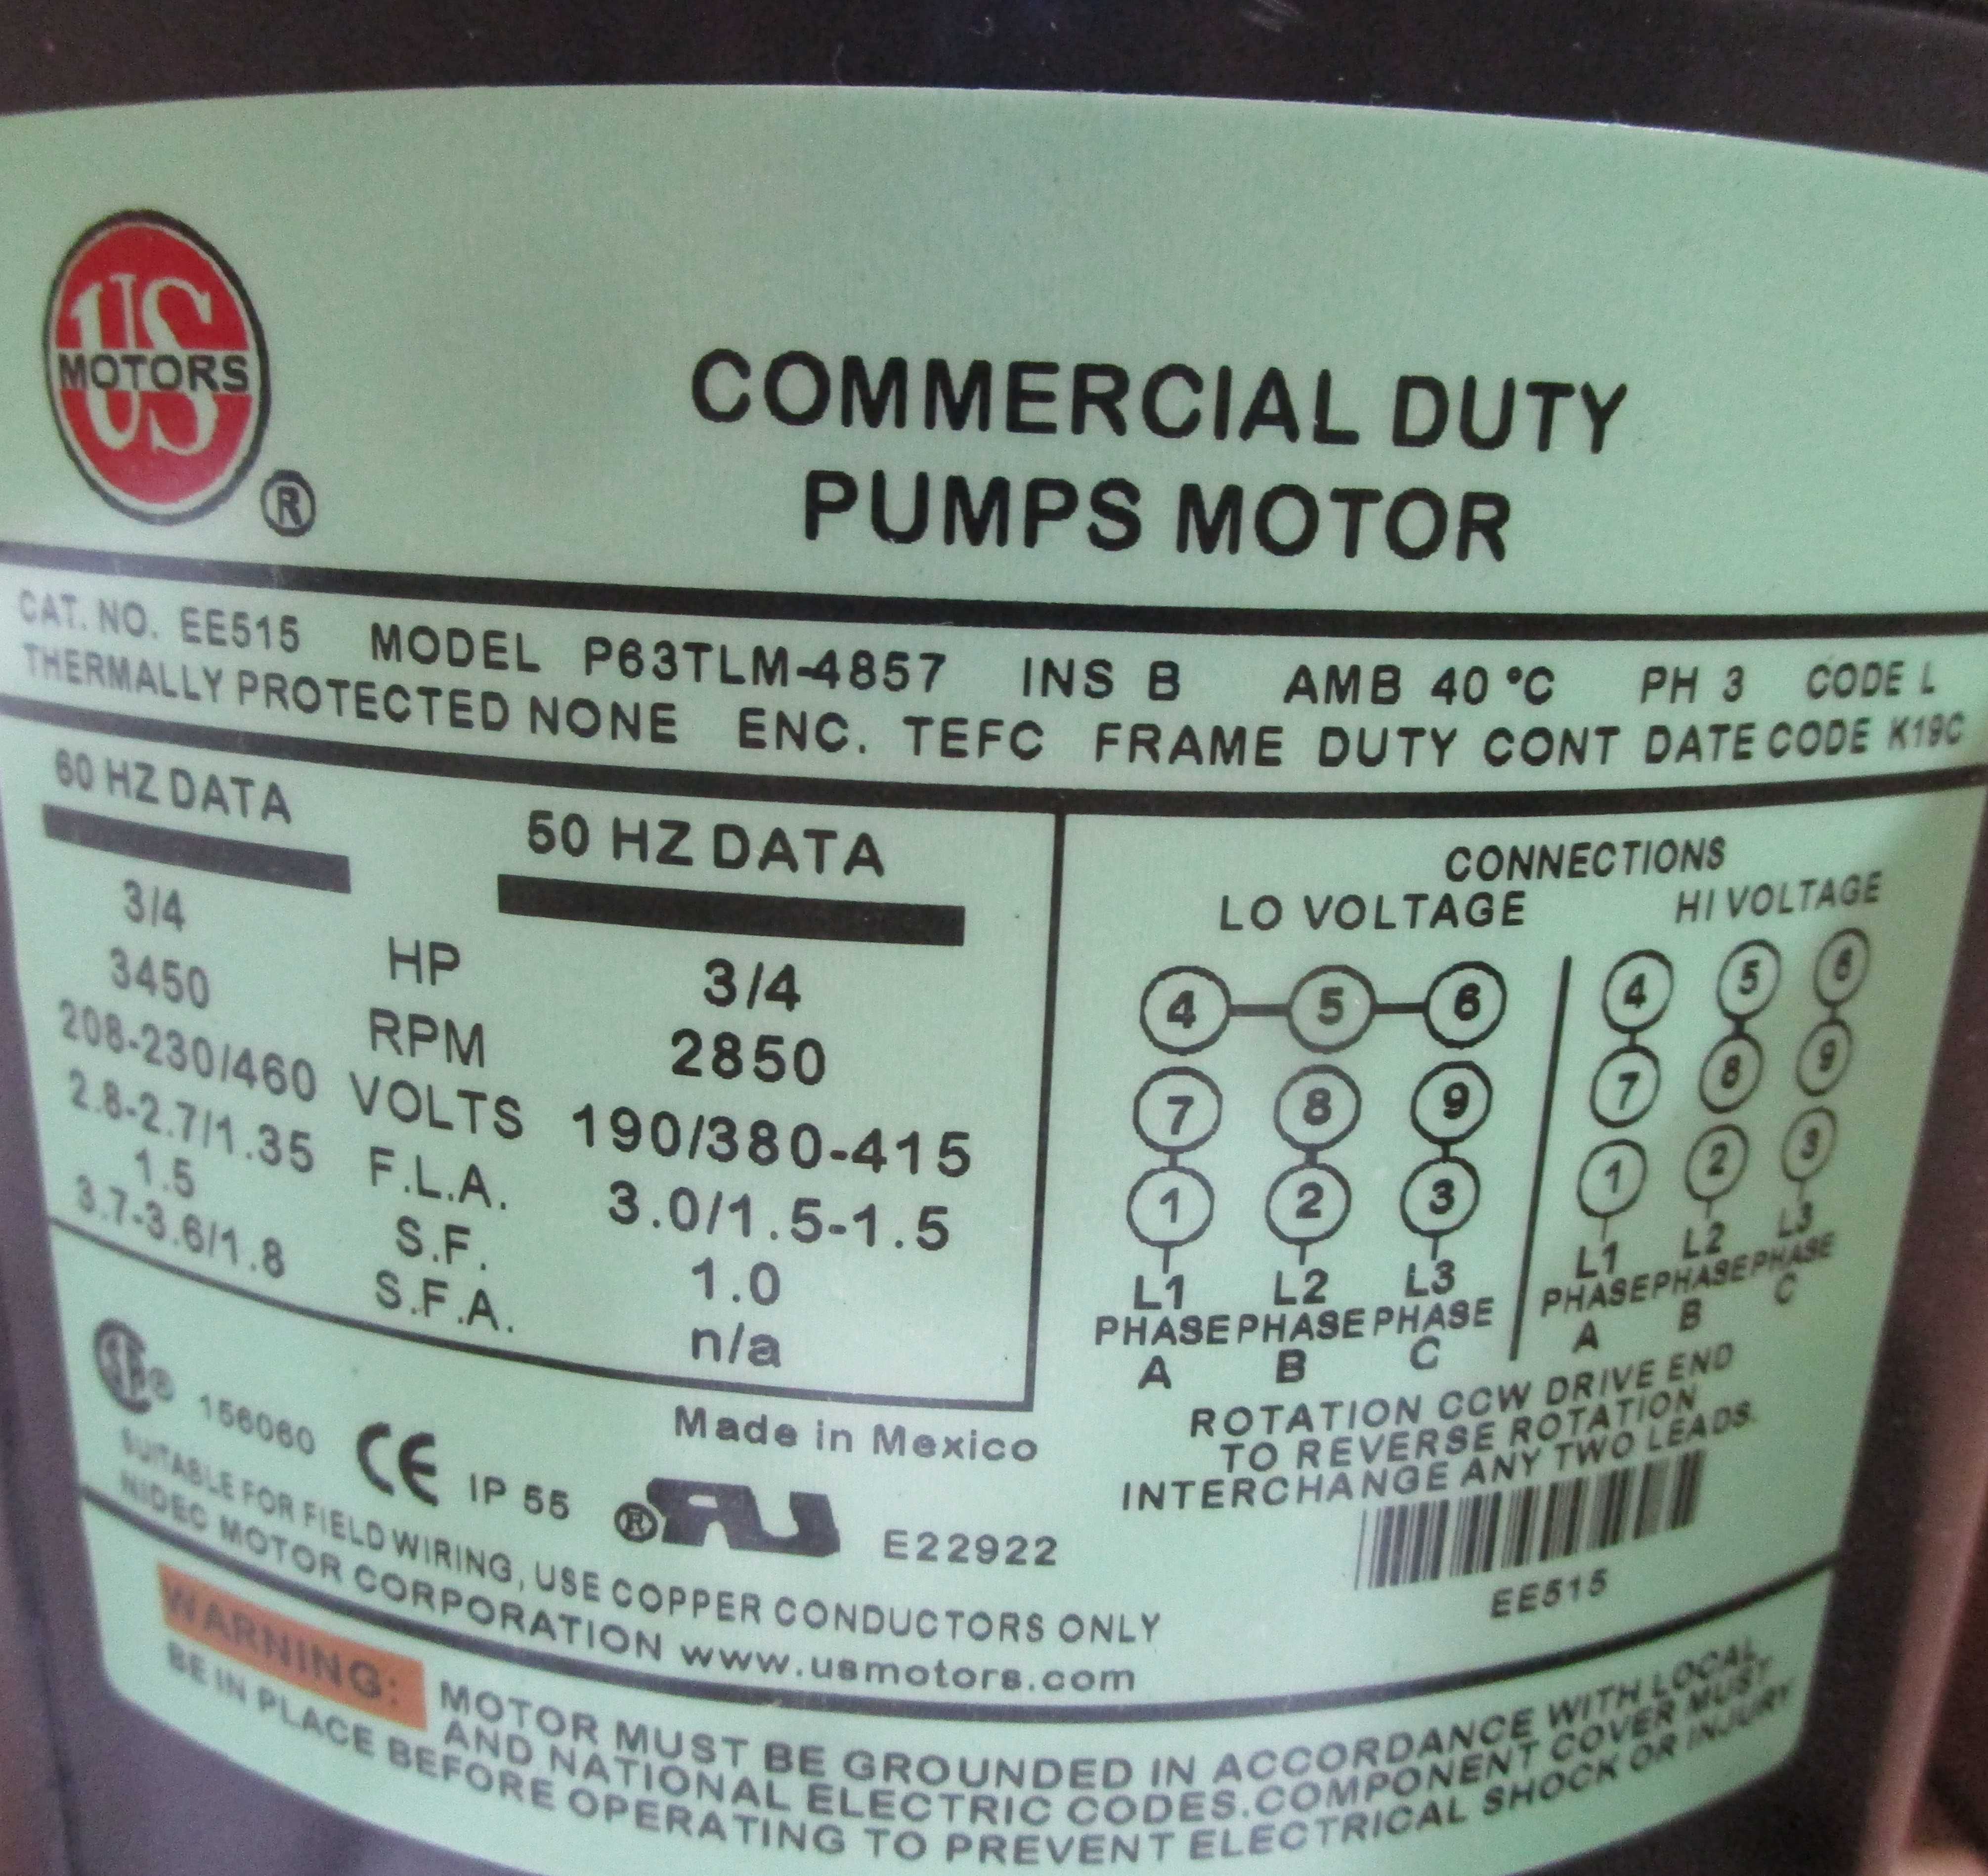 US
MOTORS
®
COMMERCIAL DUTY
PUMPS MOTOR
CAT. NO. EE515 MODEL P63TLM-4857 INS B AMB 40 °C PH 3 CODE L
THERMALLY PROTECTED NONE ENC. TEFC FRAME DUTY CONT DATE CODE K19C
60 HZ DATA 50 HZ DATA
3/4 HP 3/4
3450 RPM 2850
208-230/460 VOLTS 190/380-415
2.8-2.7/1.35 F.L.A. 3.0/1.5-1.5
1.5 S.F. 1.0
3.7-3.6/1.8 S.F.A. n/a
CONNECTIONS
LO VOLTAGE HI VOLTAGE
4 5 6 4 5 6
7 8 9 7 8 9
1 2 3 1 2 3
L1 L2 L3 L1 L2 L3
PHASE PHASE PHASE PHASE PHASE PHASE
A B C A B C
ROTATION CCW DRIVE END
TO REVERSE ROTATION
INTERCHANGE ANY TWO LEADS.
EE515
Made in Mexico
SA® 156060 CE IP 55 ®RU E22922
SUITABLE FOR FIELD WIRING, USE COPPER CONDUCTORS ONLY
NIDEC MOTOR CORPORATION www.usmotors.com
WARNING: MOTOR MUST BE GROUNDED IN ACCORDANCE WITH LOCAL
AND NATIONAL ELECTRIC CODES.COMPONENT COVER MUST
BE IN PLACE BEFORE OPERATING TO PREVENT ELECTRICAL SHOCK OR INJURY